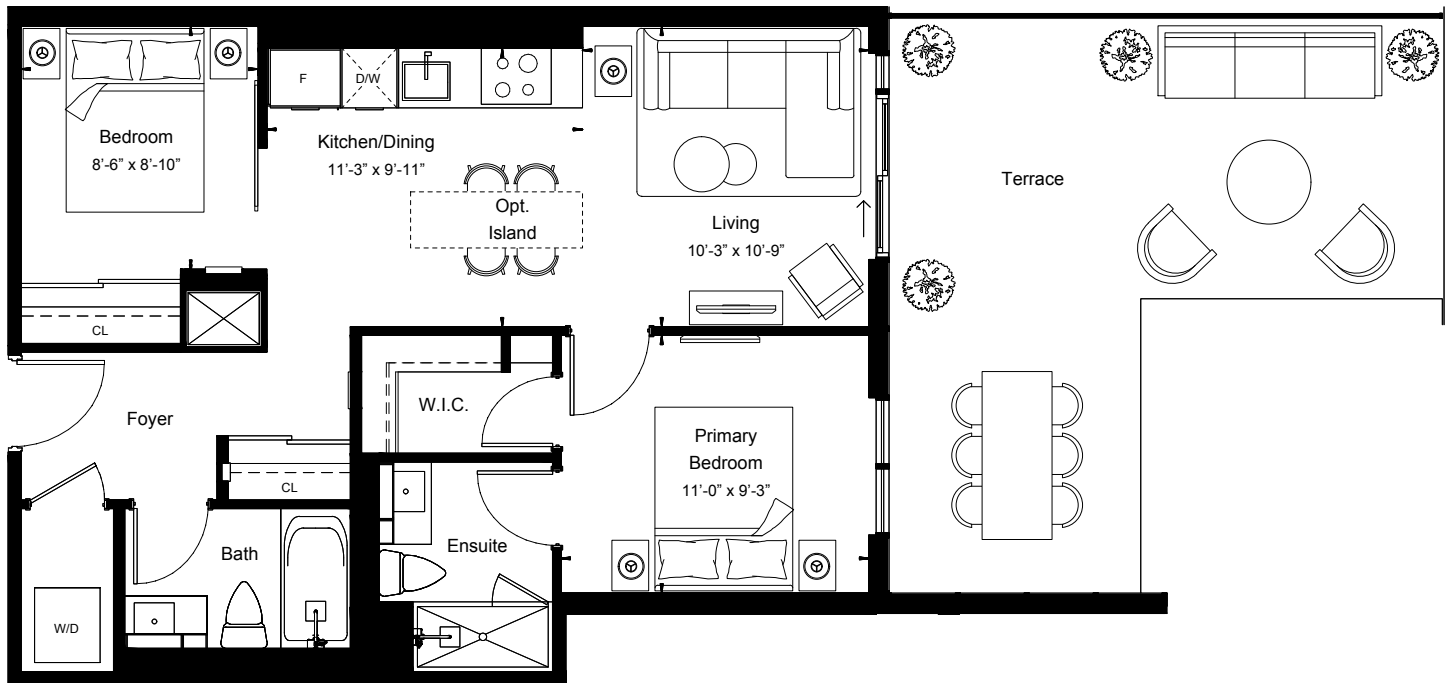 F
D/W
Bedroom
8’-6” x 8’-10”
Kitchen/Dining
11’-3” x 9’-11”
Opt.
Island
Living
10’-3” x 10’-9”
Terrace
CL
Foyer
W.I.C.
Primary
Bedroom
11’-0” x 9’-3”
CL
Bath
Ensuite
W/D